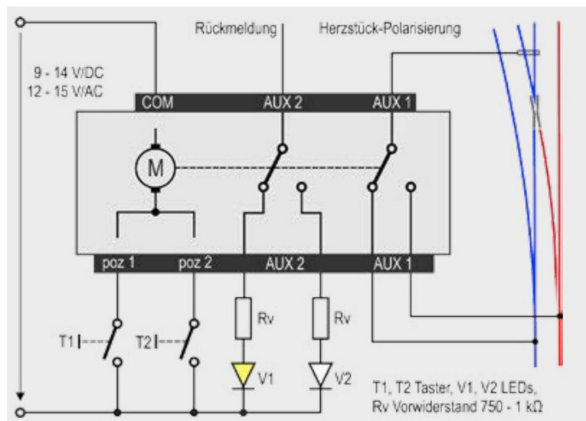 Rückmeldung
Herzstück-Polarisierung
9 - 14 V/DC
12 - 15 V/AC
COM
AUX 2
AUX 1
M
poz 1
poz 2
AUX 2
AUX 1
Rv
Rv
T1
T2
V1
V2
T1, T2 Taster, V1, V2 LEDs,
Rv Vorwiderstand 750 - 1 kΩ